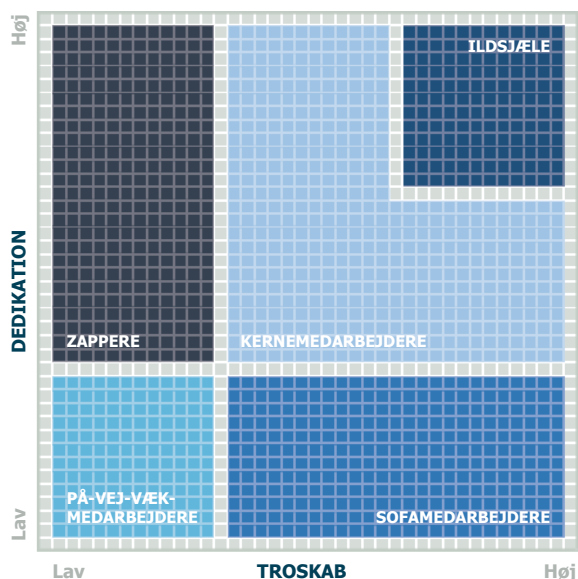 Høj
ILDSJÆLE
DEDIKATION
ZAPPERE
KERNEMEDARBEJDERE
PÅ-VEJ-VÆK-
MEDARBEJDERE
SOFAMEDARBEJDERE
Lav
Lav
TROSKAB
Høj